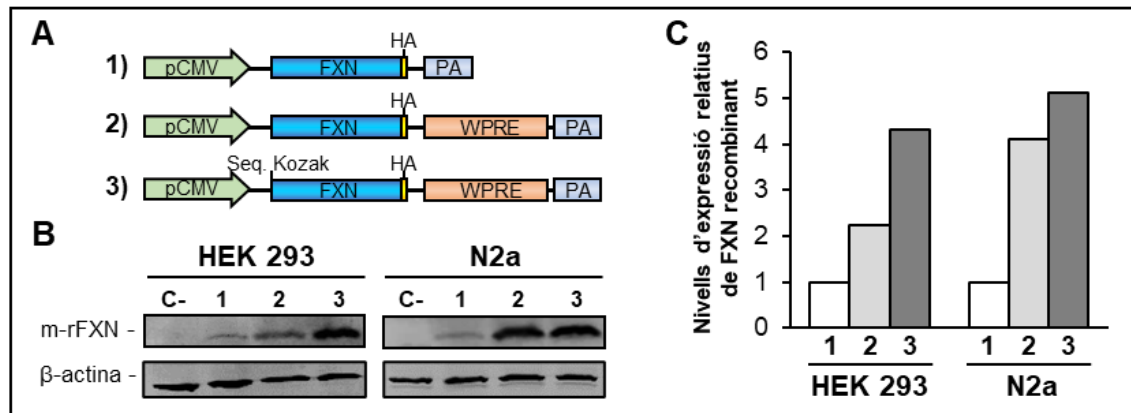 A
HA
1) pCMV FXN PA
HA
2) pCMV FXN WPRE PA
Seq. Kozak HA
3) pCMV FXN WPRE PA
B
HEK 293 N2a
C- 1 2 3 C- 1 2 3
m-rFXN -
β-actina -
C
Nivells d'expressió relatius
de FXN recombinant
6
5
4
3
2
1
0
1 2 3 1 2 3
HEK 293 N2a